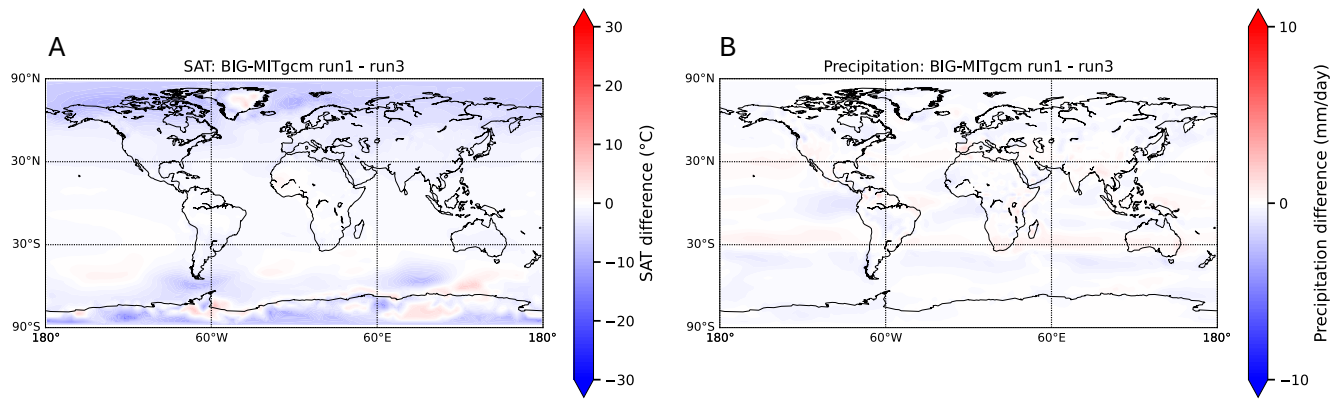 A
SAT: BIG-MITgcm run1 - run3
90°N
30°N
30°S
90°S
180°
60°W
60°E
180°
30
20
10
0
−10
−20
−30
SAT difference (°C)
B
Precipitation: BIG-MITgcm run1 - run3
90°N
30°N
30°S
90°S
180°
60°W
60°E
180°
10
0
−10
Precipitation difference (mm/day)